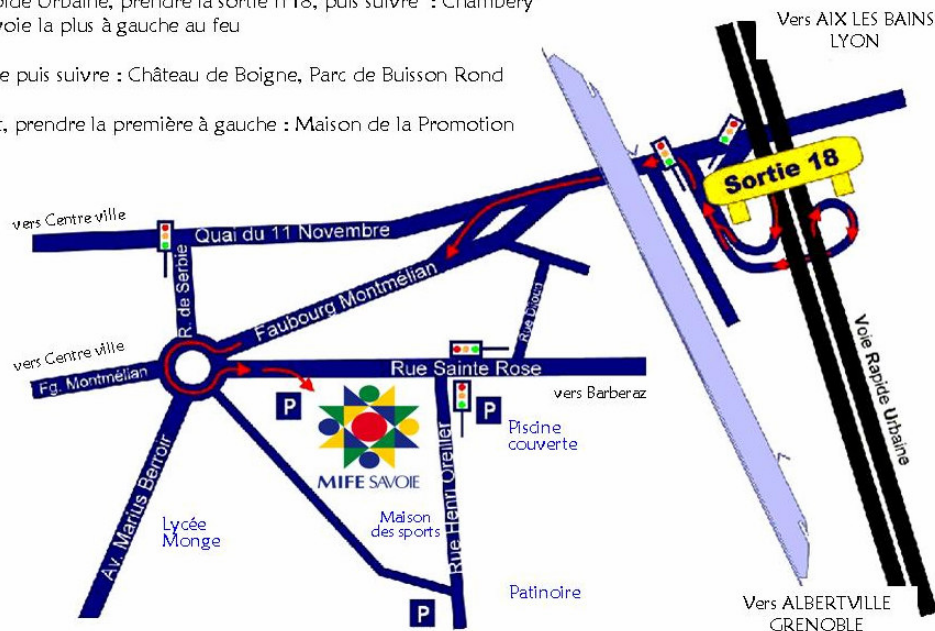 pide Urbaine, prendre la sortie n°18, puis suivre : Chambéry
voie la plus à gauche au feu
e puis suivre : Château de Boigne, Parc de Buisson Rond
, prendre la première à gauche : Maison de la Promotion
Vers AIX LES BAINS
LYON
Sortie 18
vers Centre ville
Quai du 11 Novembre
R. de Serbie
Faubourg Montmélian
vers Centre ville
Fg. Montmélian
Rue Sainte Rose
vers Barberaz
Voie Rapide Urbaine
P
P
Piscine
couverte
MIFE SAVOIE
Av. Marius Berroir
Lycée
Monge
Maison
des sports
Rue Henri Oreiller
Patinoire
P
Vers ALBERTVILLE
GRENOBLE
Rue